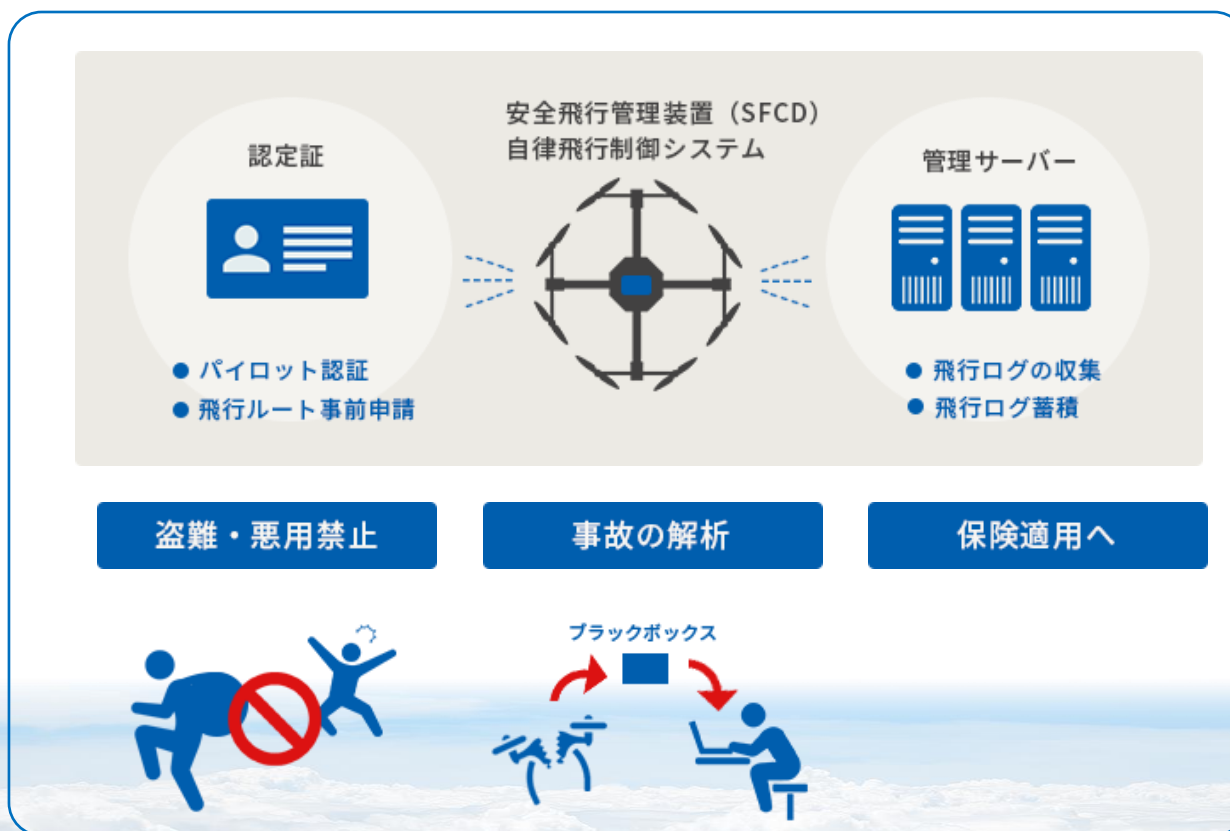 安全飛行管理装置（SFCD）
自律飛行制御システム
認定証
管理サーバー
● パイロット認証
● 飛行ルート事前申請
● 飛行ログの収集
● 飛行ログ蓄積
盗難・悪用禁止
事故の解析
保険適用へ
ブラックボックス